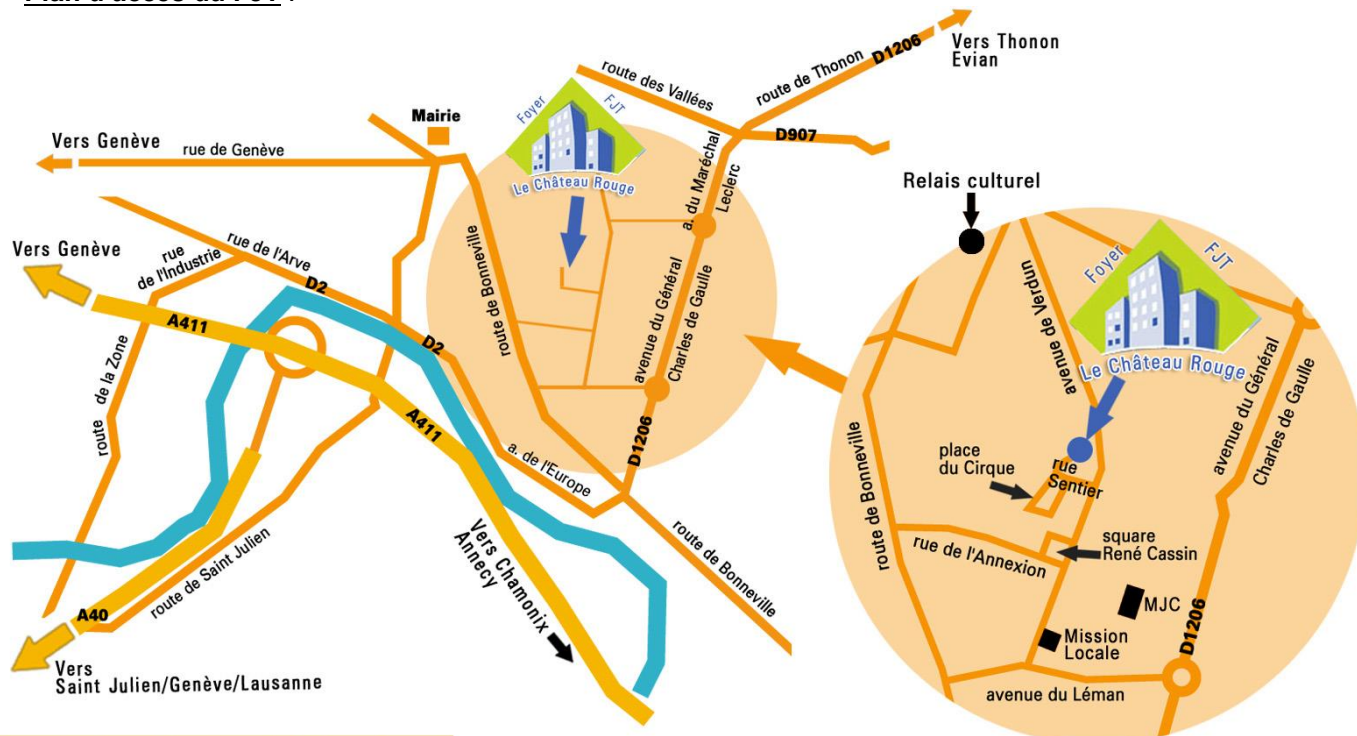 Plan d'accès au FJT :
Vers Thonon
Evian
D1206
route de Thonon
route des Vallées
D907
Foyer
FJT
Le Château Rouge
Mairie
Vers Genève
rue de Genève
a. du Maréchal
Leclerc
Vers Genève
rue
de l'Industrie
rue de l'Arve
D2
D2
A411
A411
route de Bonneville
avenue du Général
Charles de Gaulle
D1206
route
de la Zone
a. de l'Europe
route de Bonneville
Vers Chamonix
Annecy
route de Saint Julien
A40
Vers
Saint Julien/Genève/Lausanne
Relais culturel
avenue de Verdun
Foyer
FJT
Le Château Rouge
avenue du Général
Charles de Gaulle
route de Bonneville
place
du Cirque
rue
Sentier
rue de l'Annexion
square
René Cassin
MJC
Mission
Locale
D1206
avenue du Léman